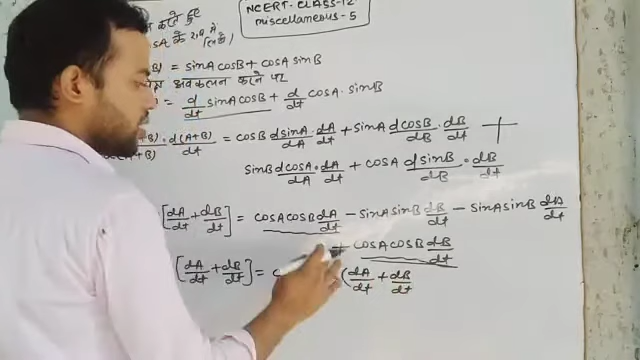 NCERT-CLASS-12
miscellaneous-5
करते हुए
cosA के
B) = sinA cosB + cosA sinB
अवकलन करने पर
= d/dt sinA cosB + d/dt cosA · sinB
(A+B) · d(A+B)/dt = cosB dsinA/dA · dA/dt + sinA dcosB/dB · dB/dt +
sinB dcosA/dA · dA/dt + cosA dsinB/dB · dB/dt
[dA/dt + dB/dt] = cosA cosB dA/dt - sinA sinB dB/dt - sinA sinB dA/dt
+ cosA cosB dB/dt
[dA/dt + dB/dt] = c (dA/dt + dB/dt